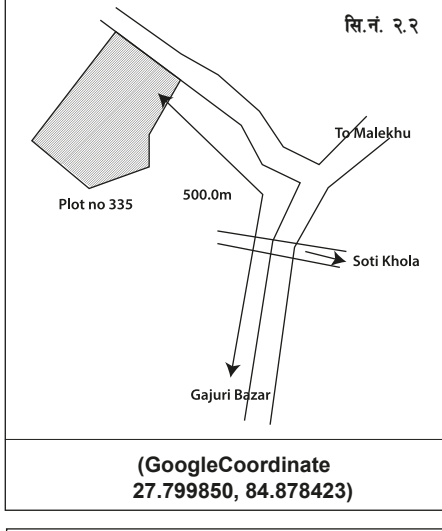 सि.नं. २.२
To Malekhu
500.0m
Plot no 335
Soti Khola
Gajuri Bazar
(GoogleCoordinate
27.799850, 84.878423)